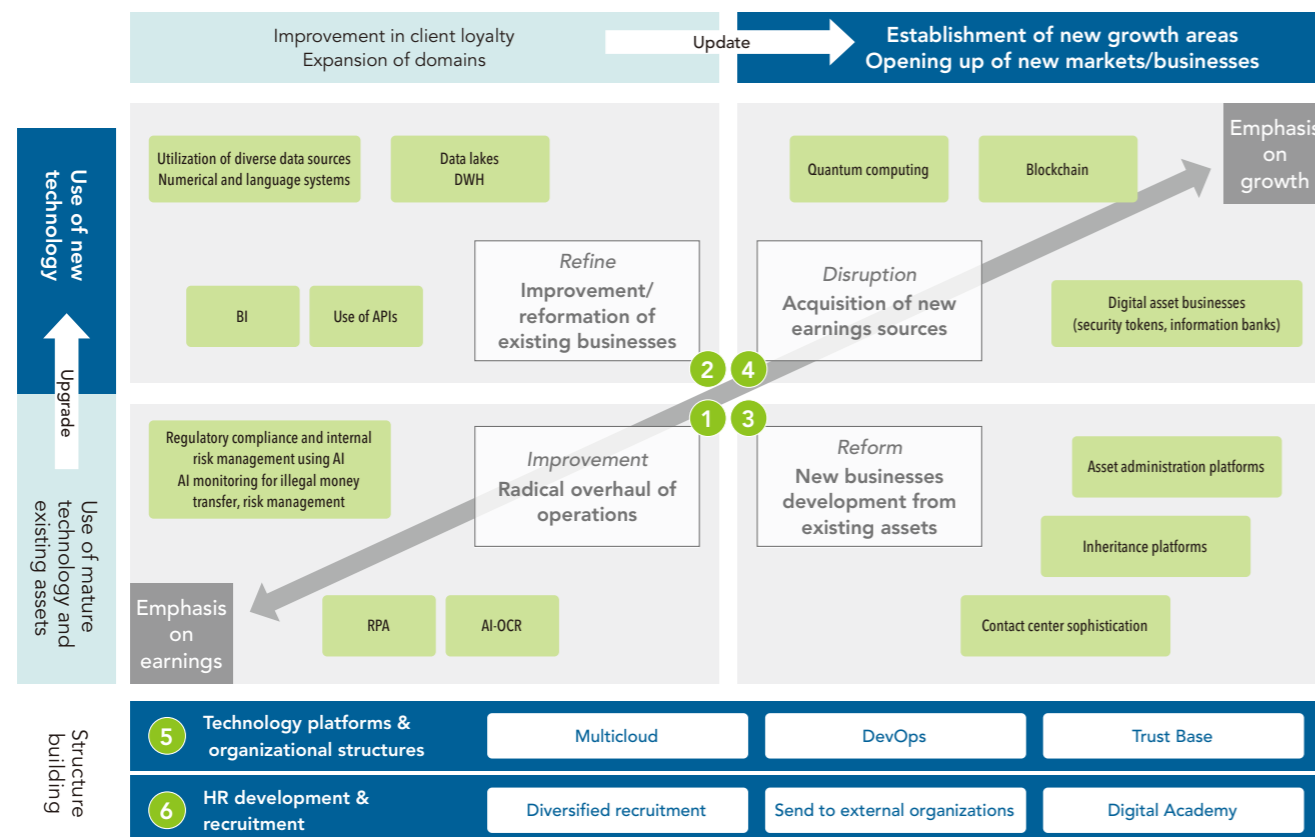 Improvement in client loyalty
Expansion of domains
Update
Establishment of new growth areas
Opening up of new markets/businesses
Use of new
technology
Upgrade
Use of mature
technology and
existing assets
Structure
building
Utilization of diverse data sources
Numerical and language systems
Data lakes
DWH
BI
Use of APIs
Refine
Improvement/
reformation of
existing businesses
2
Quantum computing
Blockchain
Emphasis
on
growth
Disruption
Acquisition of new
earnings sources
4
Digital asset businesses
(security tokens, information banks)
Regulatory compliance and internal
risk management using AI
AI monitoring for illegal money
transfer, risk management
Improvement
Radical overhaul of
operations
1
Emphasis
on
earnings
RPA
AI-OCR
3
Reform
New businesses
development from
existing assets
Asset administration platforms
Inheritance platforms
Contact center sophistication
5
Technology platforms &
organizational structures
Multicloud
DevOps
Trust Base
6
HR development &
recruitment
Diversified recruitment
Send to external organizations
Digital Academy